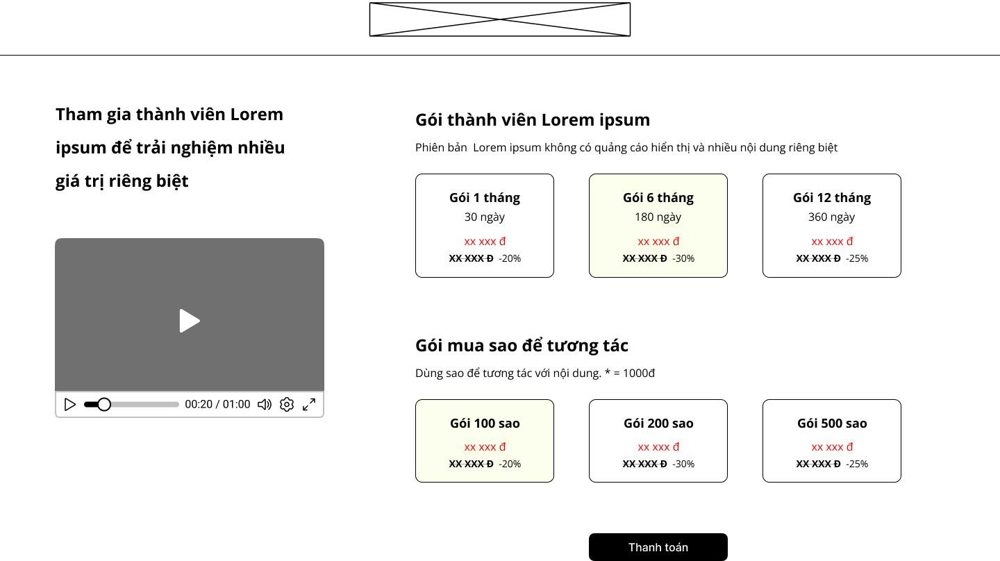 Tham gia thành viên Lorem
ipsum để trải nghiệm nhiều
giá trị riêng biệt
00:20 / 01:00
Gói thành viên Lorem ipsum
Phiên bản  Lorem ipsum không có quảng cáo hiển thị và nhiều nội dung riêng biệt
Gói 1 tháng
30 ngày
xx xxx đ
XX XXX Đ -20%
Gói 6 tháng
180 ngày
xx xxx đ
XX XXX Đ -30%
Gói 12 tháng
360 ngày
xx xxx đ
XX XXX Đ -25%
Gói mua sao để tương tác
Dùng sao để tương tác với nội dung. * = 1000đ
Gói 100 sao
xx xxx đ
XX XXX Đ -20%
Gói 200 sao
xx xxx đ
XX XXX Đ -30%
Gói 500 sao
xx xxx đ
XX XXX Đ -25%
Thanh toán